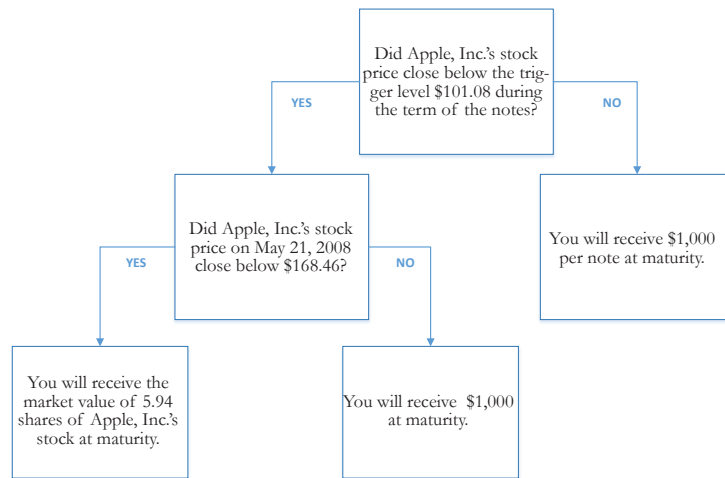 Did Apple, Inc.'s stock
price close below the trig-
ger level $101.08 during
the term of the notes?
YES
NO
Did Apple, Inc.'s stock
price on May 21, 2008
close below $168.46?
You will receive $1,000
per note at maturity.
YES
NO
You will receive the
market value of 5.94
shares of Apple, Inc.'s
stock at maturity.
You will receive $1,000
at maturity.